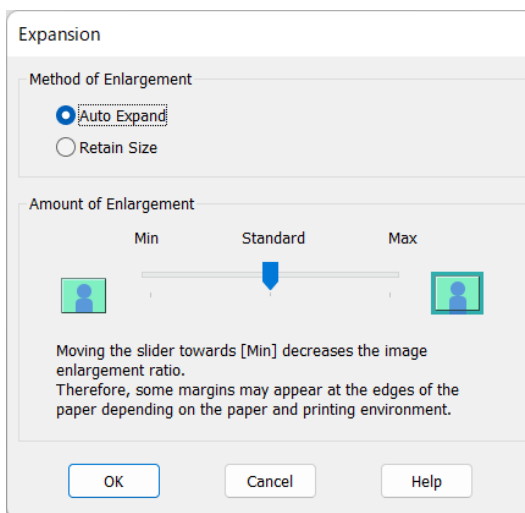 Expansion
Method of Enlargement
Auto Expand
Retain Size
Amount of Enlargement
Min Standard Max
Moving the slider towards [Min] decreases the image
enlargement ratio.
Therefore, some margins may appear at the edges of the
paper depending on the paper and printing environment.
OK Cancel Help